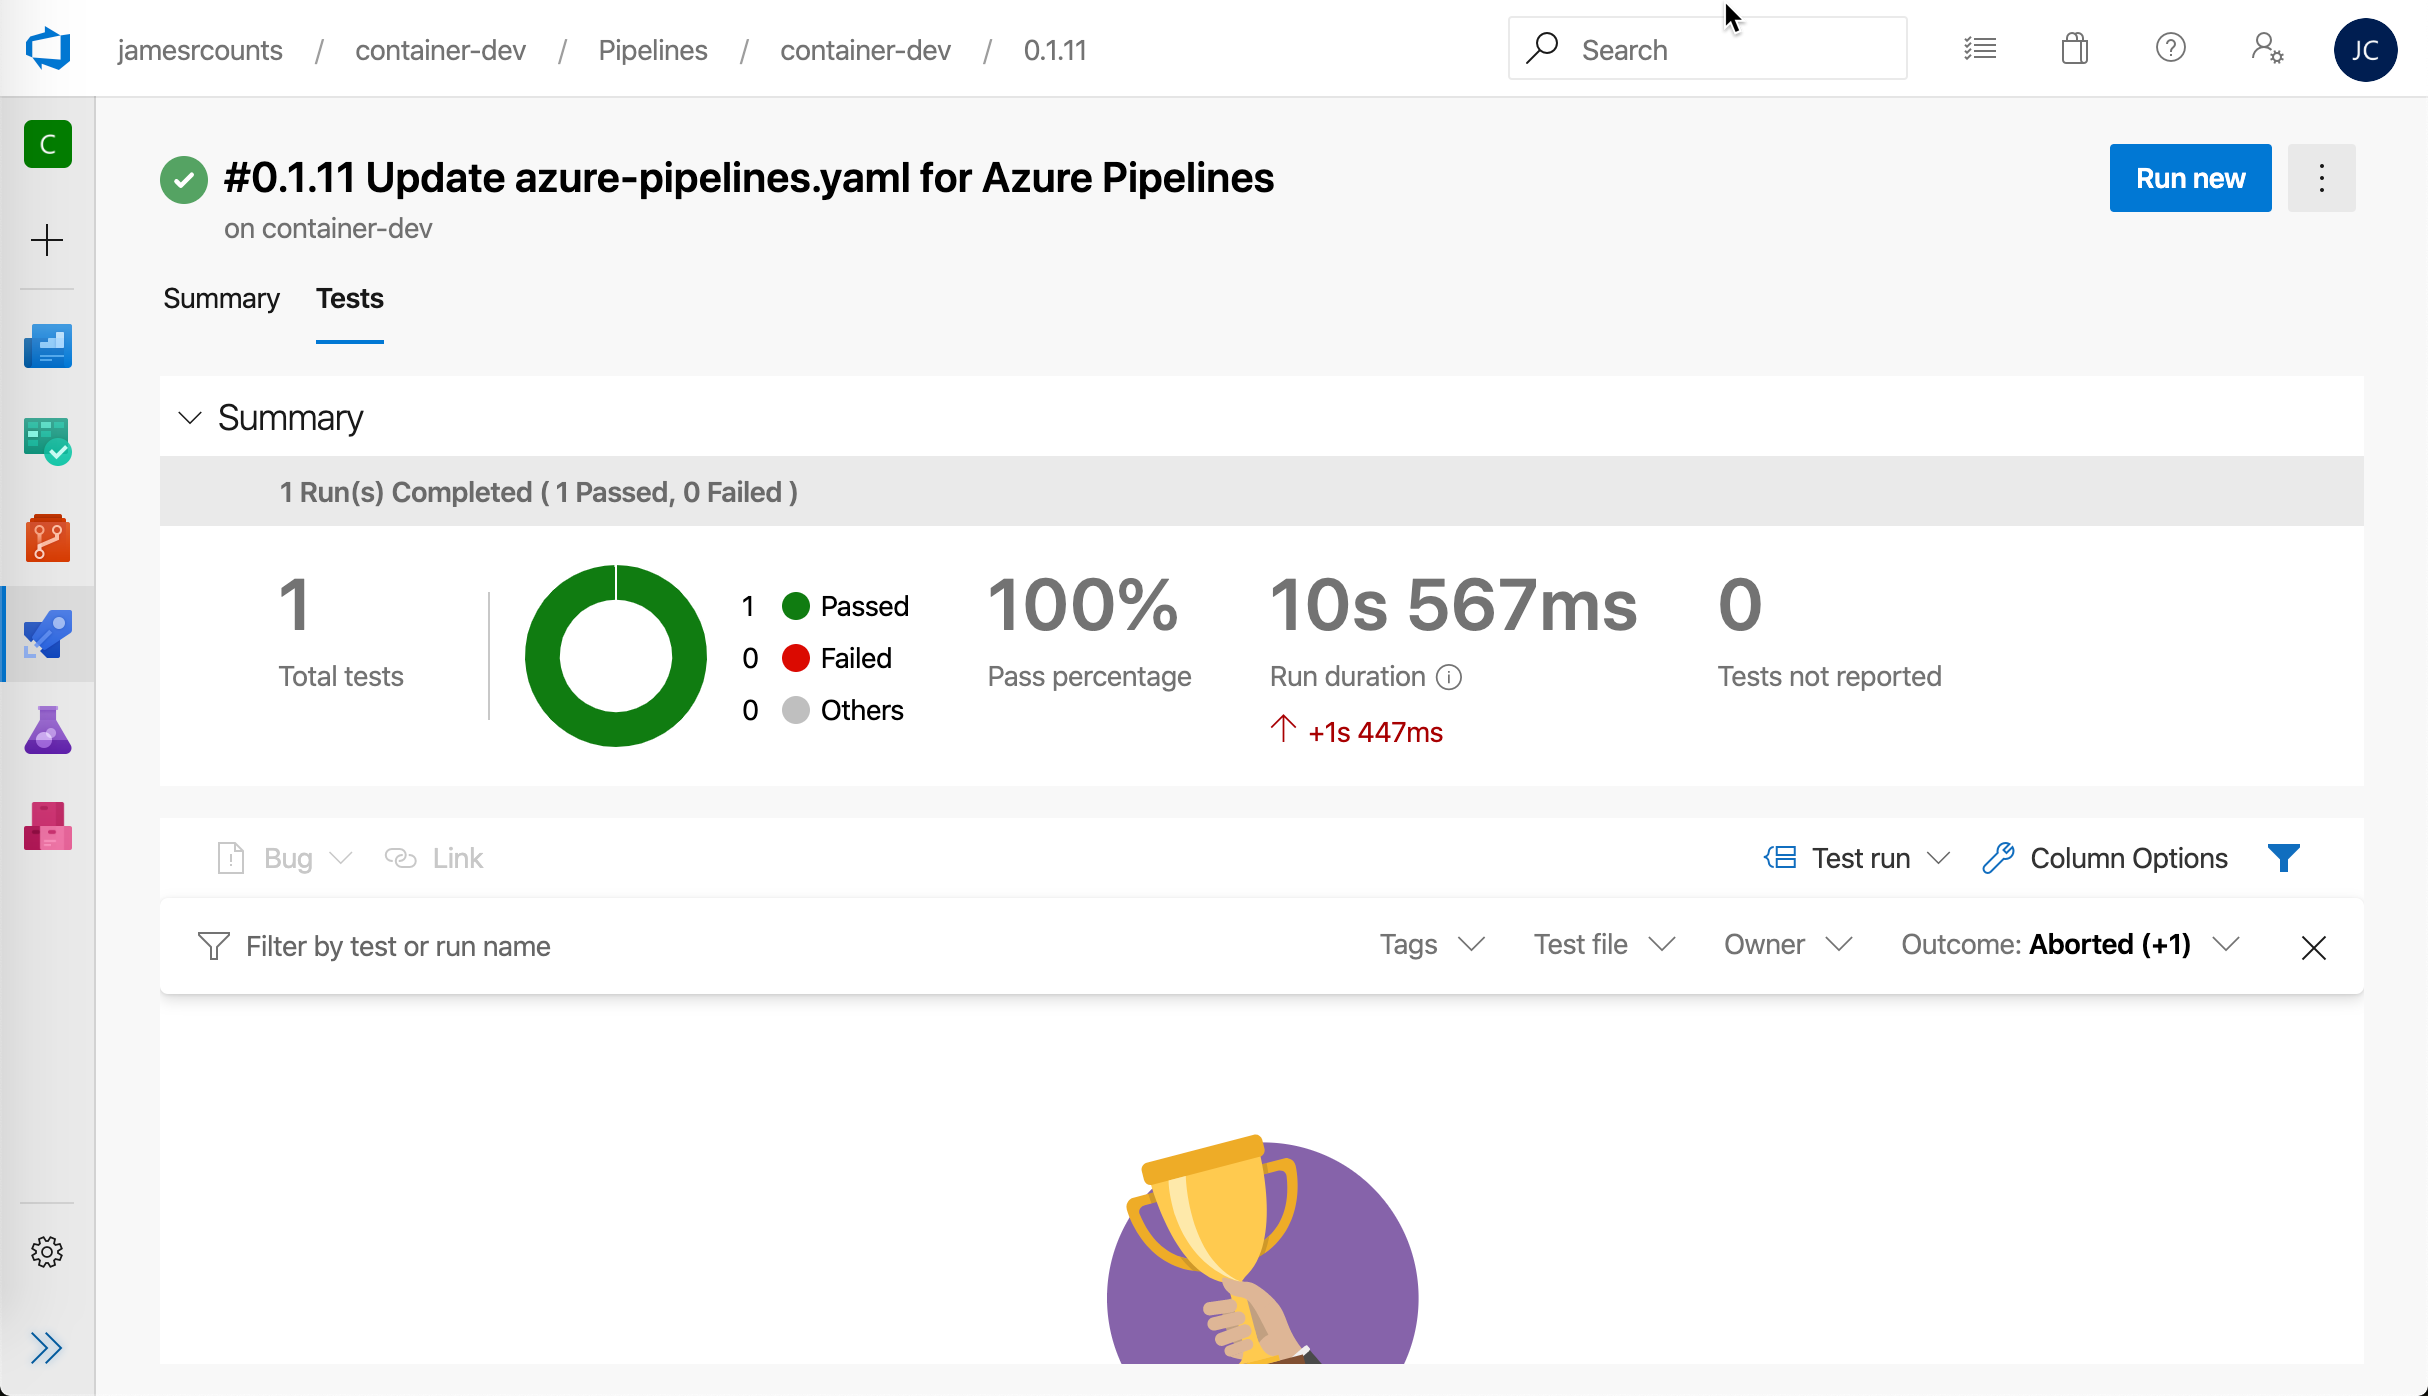 jamesrcounts / container-dev / Pipelines / container-dev / 0.1.11
Search
JC
C
#0.1.11 Update azure-pipelines.yaml for Azure Pipelines
on container-dev
Run new
Summary Tests
Summary
1 Run(s) Completed ( 1 Passed, 0 Failed )
1
Total tests
1 Passed
0 Failed
0 Others
100%
Pass percentage
10s 567ms
Run duration
+1s 447ms
0
Tests not reported
Bug Link Test run Column Options
Filter by test or run name Tags Test file Owner Outcome: Aborted (+1)